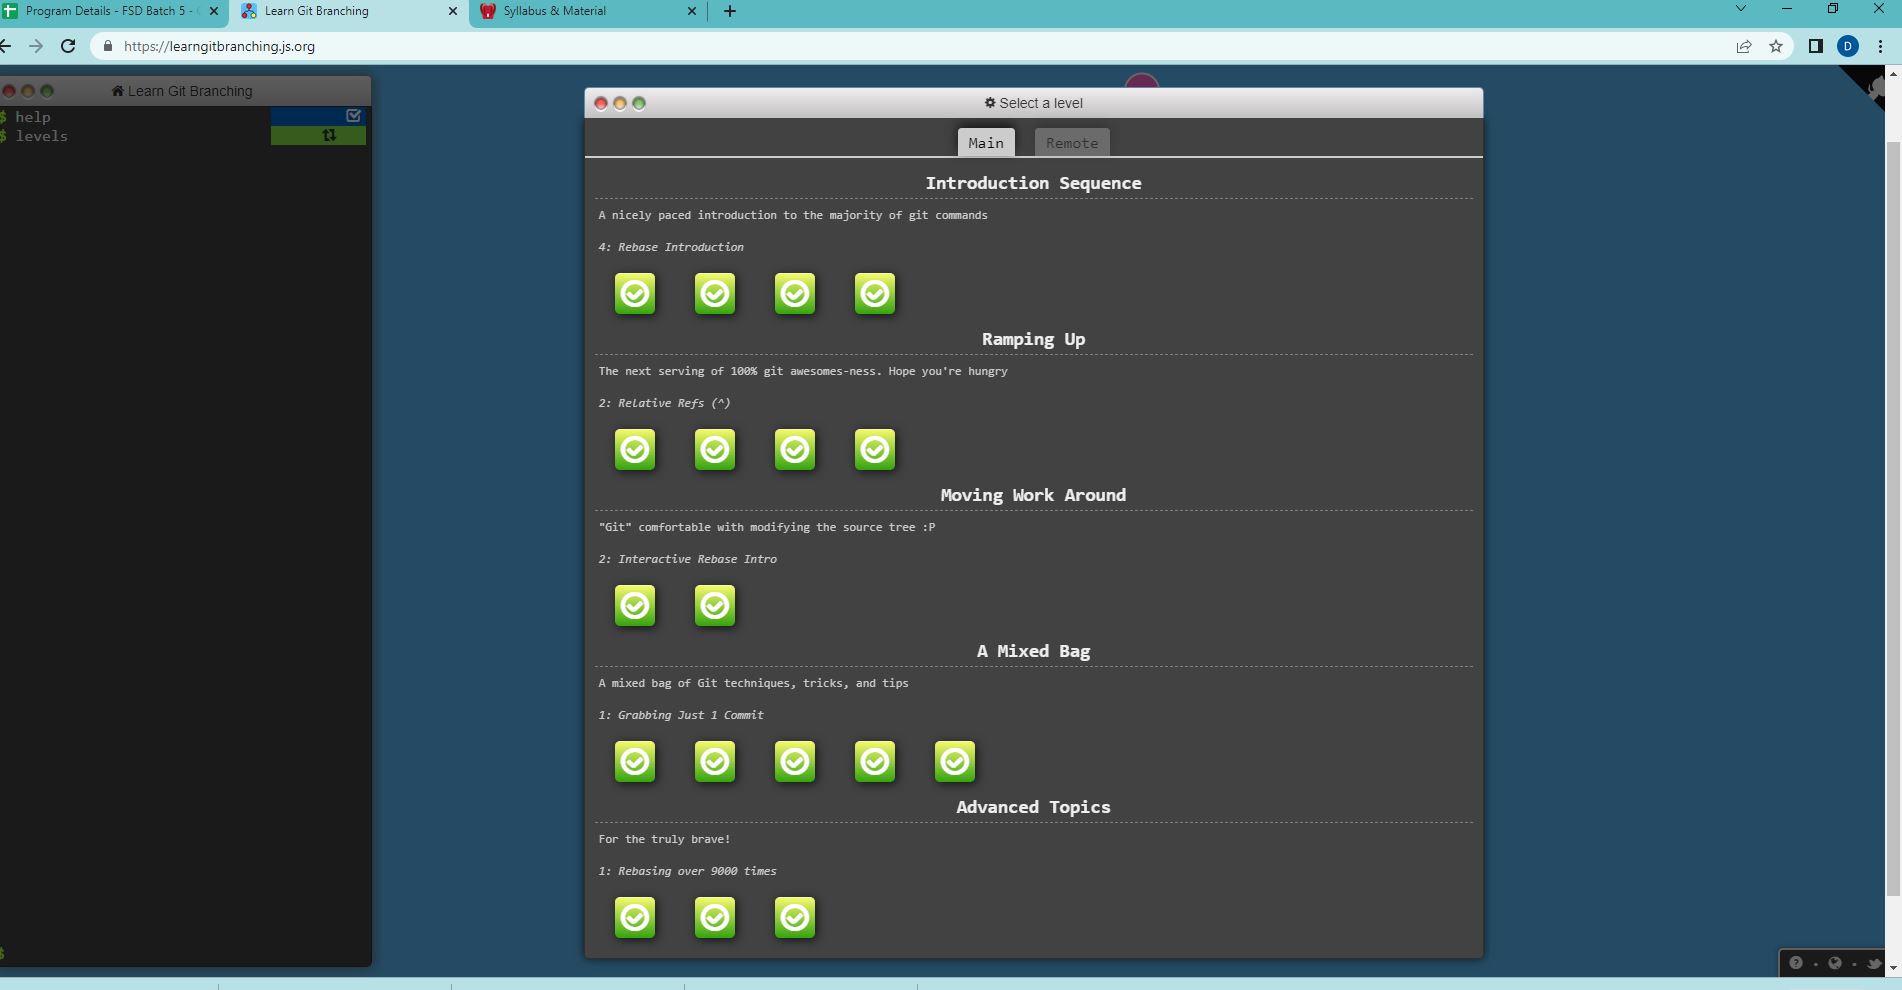 Program Details - FSD Batch 5 -
Learn Git Branching
Syllabus & Material
https://learngitbranching.js.org
D
Learn Git Branching
$ help
$ levels
$
Select a level
Main
Remote
Introduction Sequence
A nicely paced introduction to the majority of git commands
4: Rebase Introduction
Ramping Up
The next serving of 100% git awesomes-ness. Hope you're hungry
2: Relative Refs (^)
Moving Work Around
"Git" comfortable with modifying the source tree :P
2: Interactive Rebase Intro
A Mixed Bag
A mixed bag of Git techniques, tricks, and tips
1: Grabbing Just 1 Commit
Advanced Topics
For the truly brave!
1: Rebasing over 9000 times